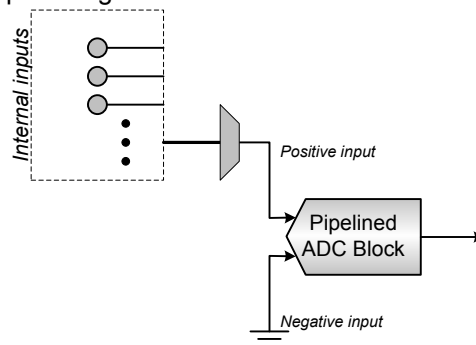 Internal inputs
Positive input
Pipelined
ADC Block
Negative input